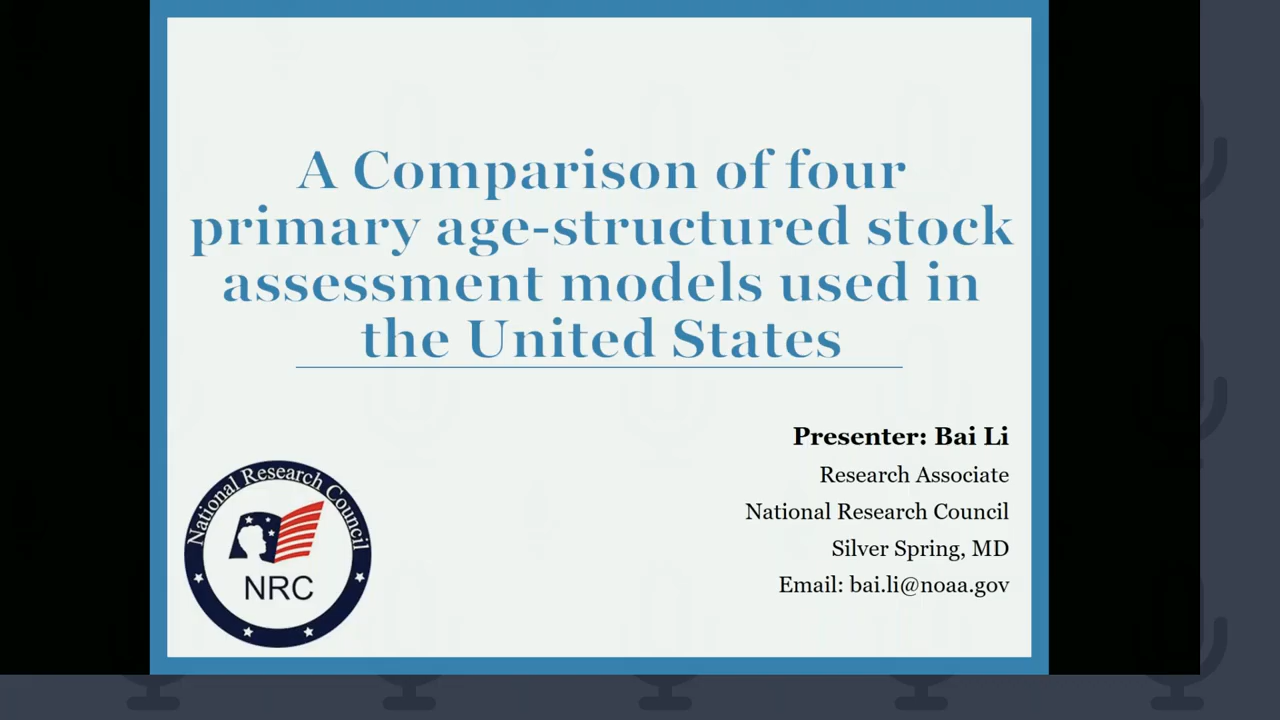 A Comparison of four
primary age-structured stock
assessment models used in
the United States
Presenter: Bai Li
Research Associate
National Research Council
Silver Spring, MD
Email: bai.li@noaa.gov
National Research Council
NRC